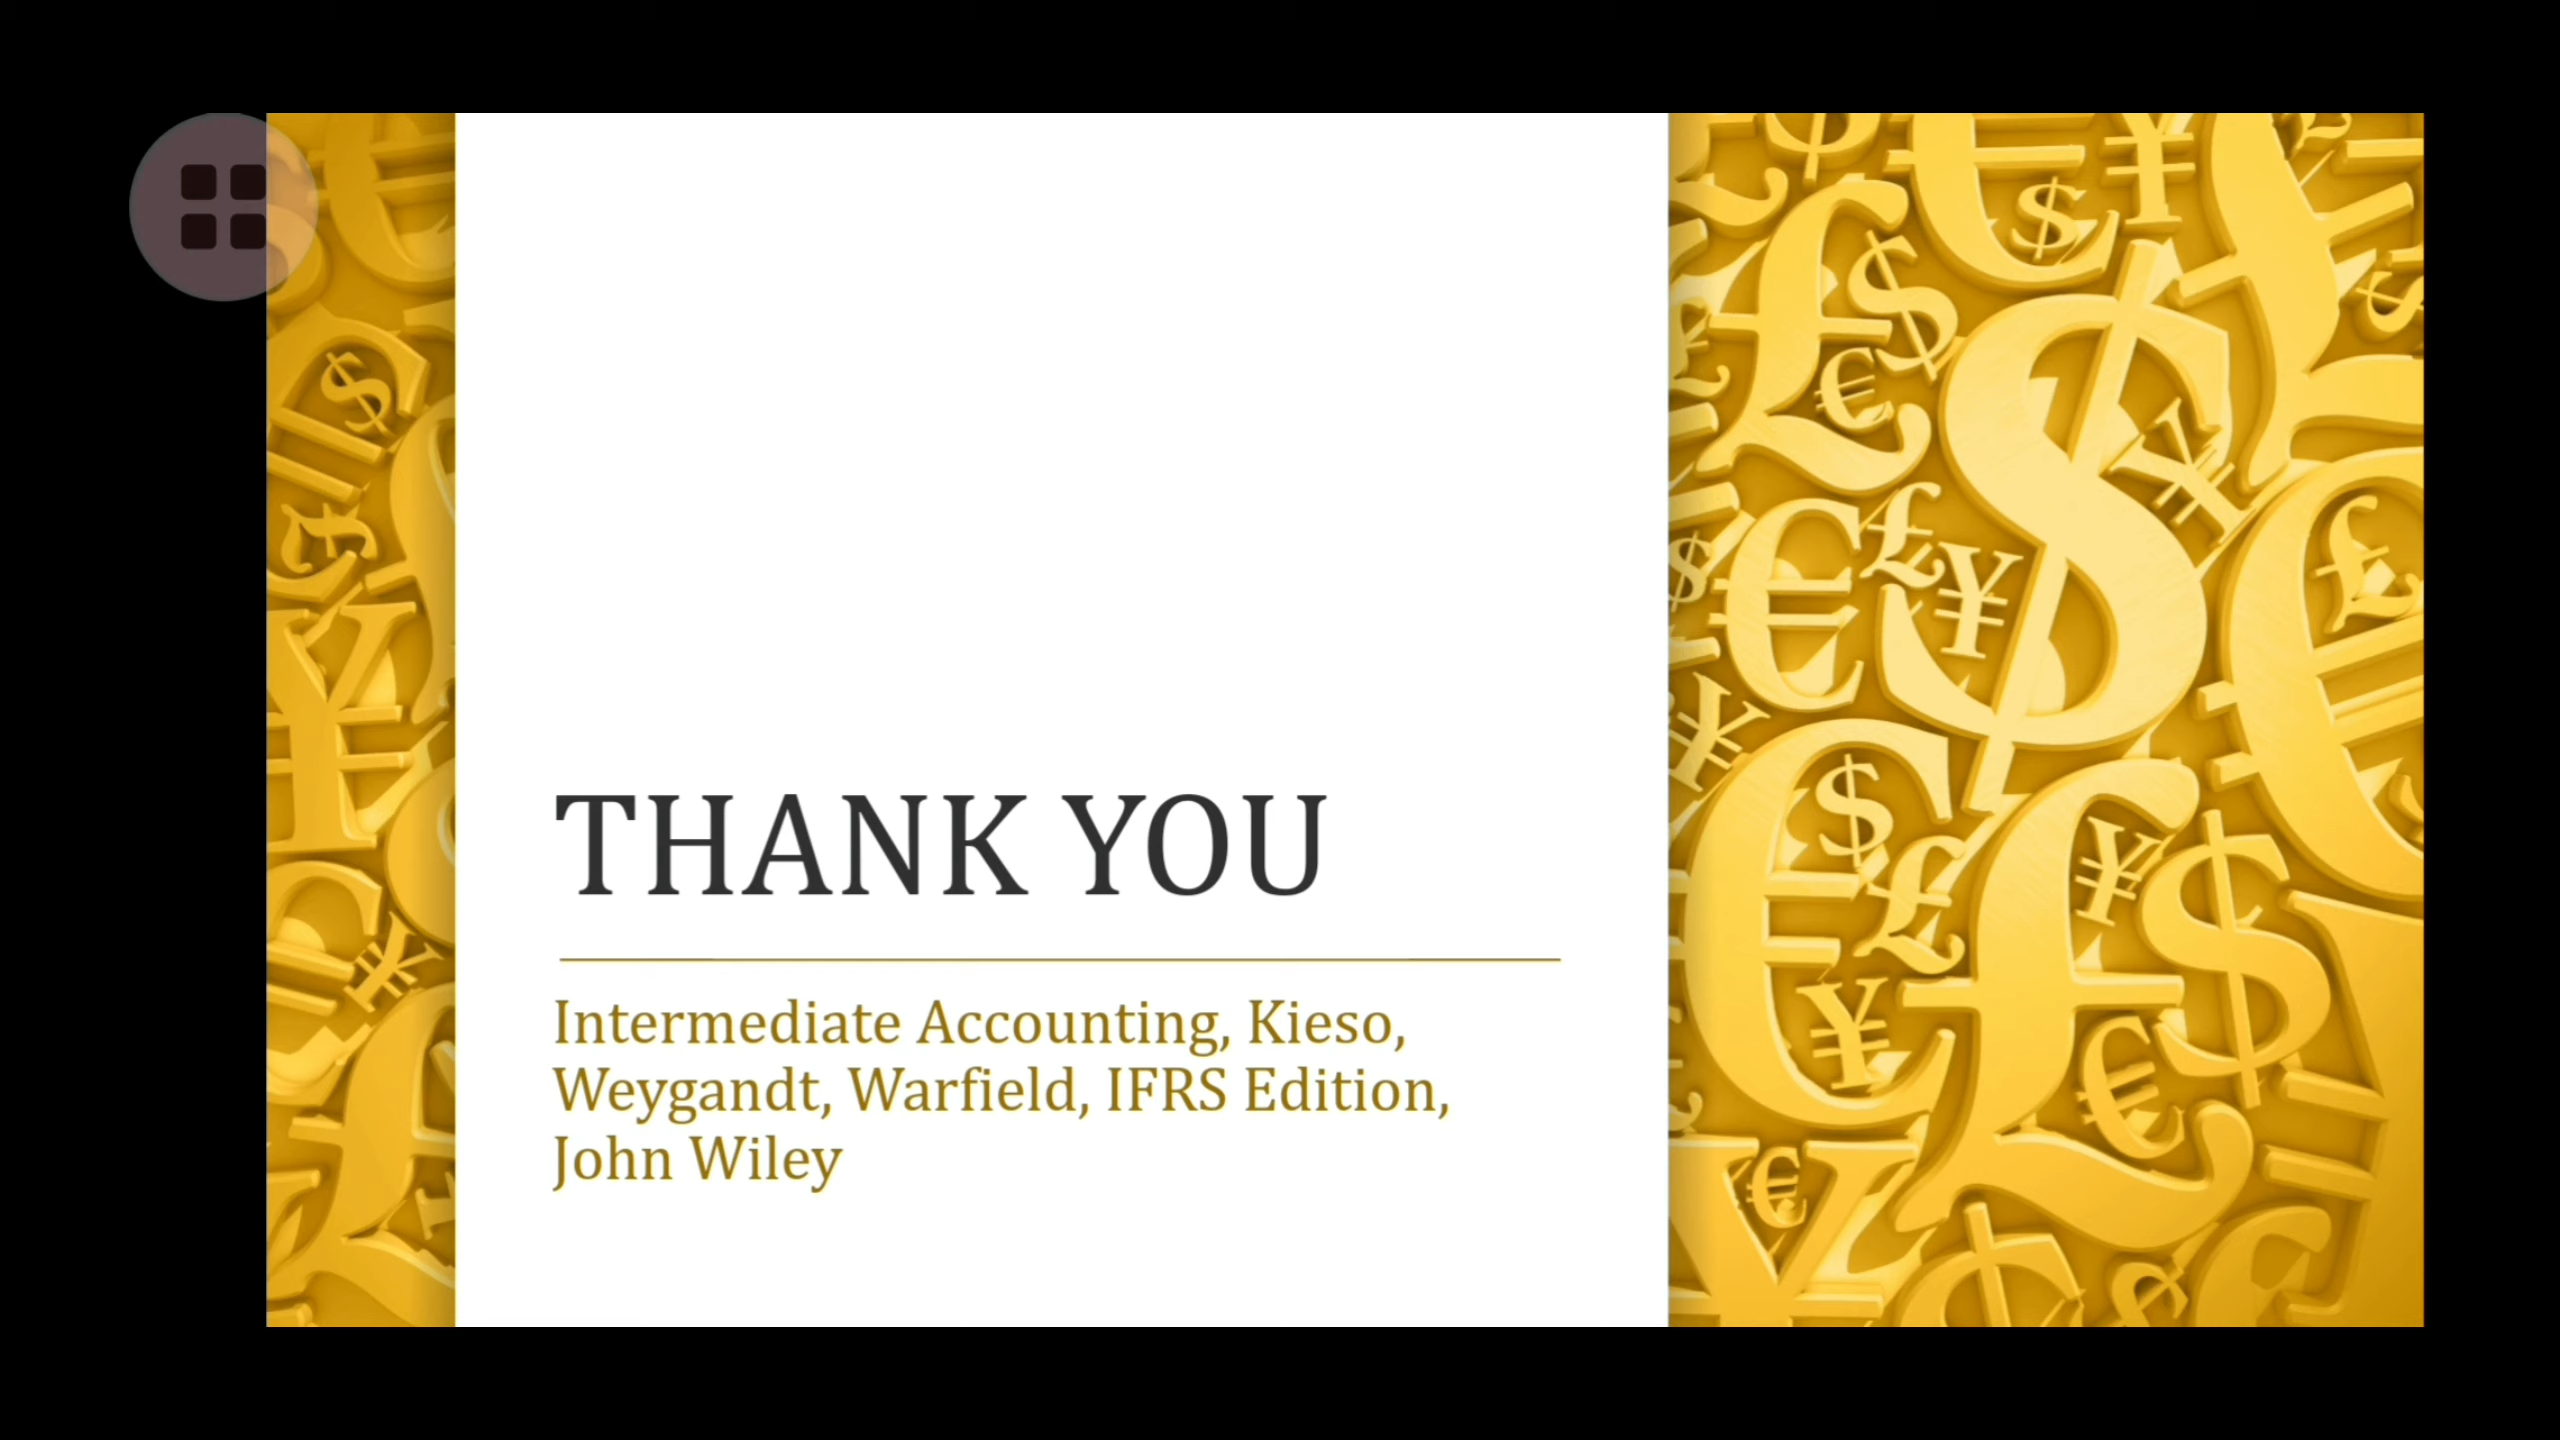 THANK YOU
Intermediate Accounting, Kieso,
Weygandt, Warfield, IFRS Edition,
John Wiley